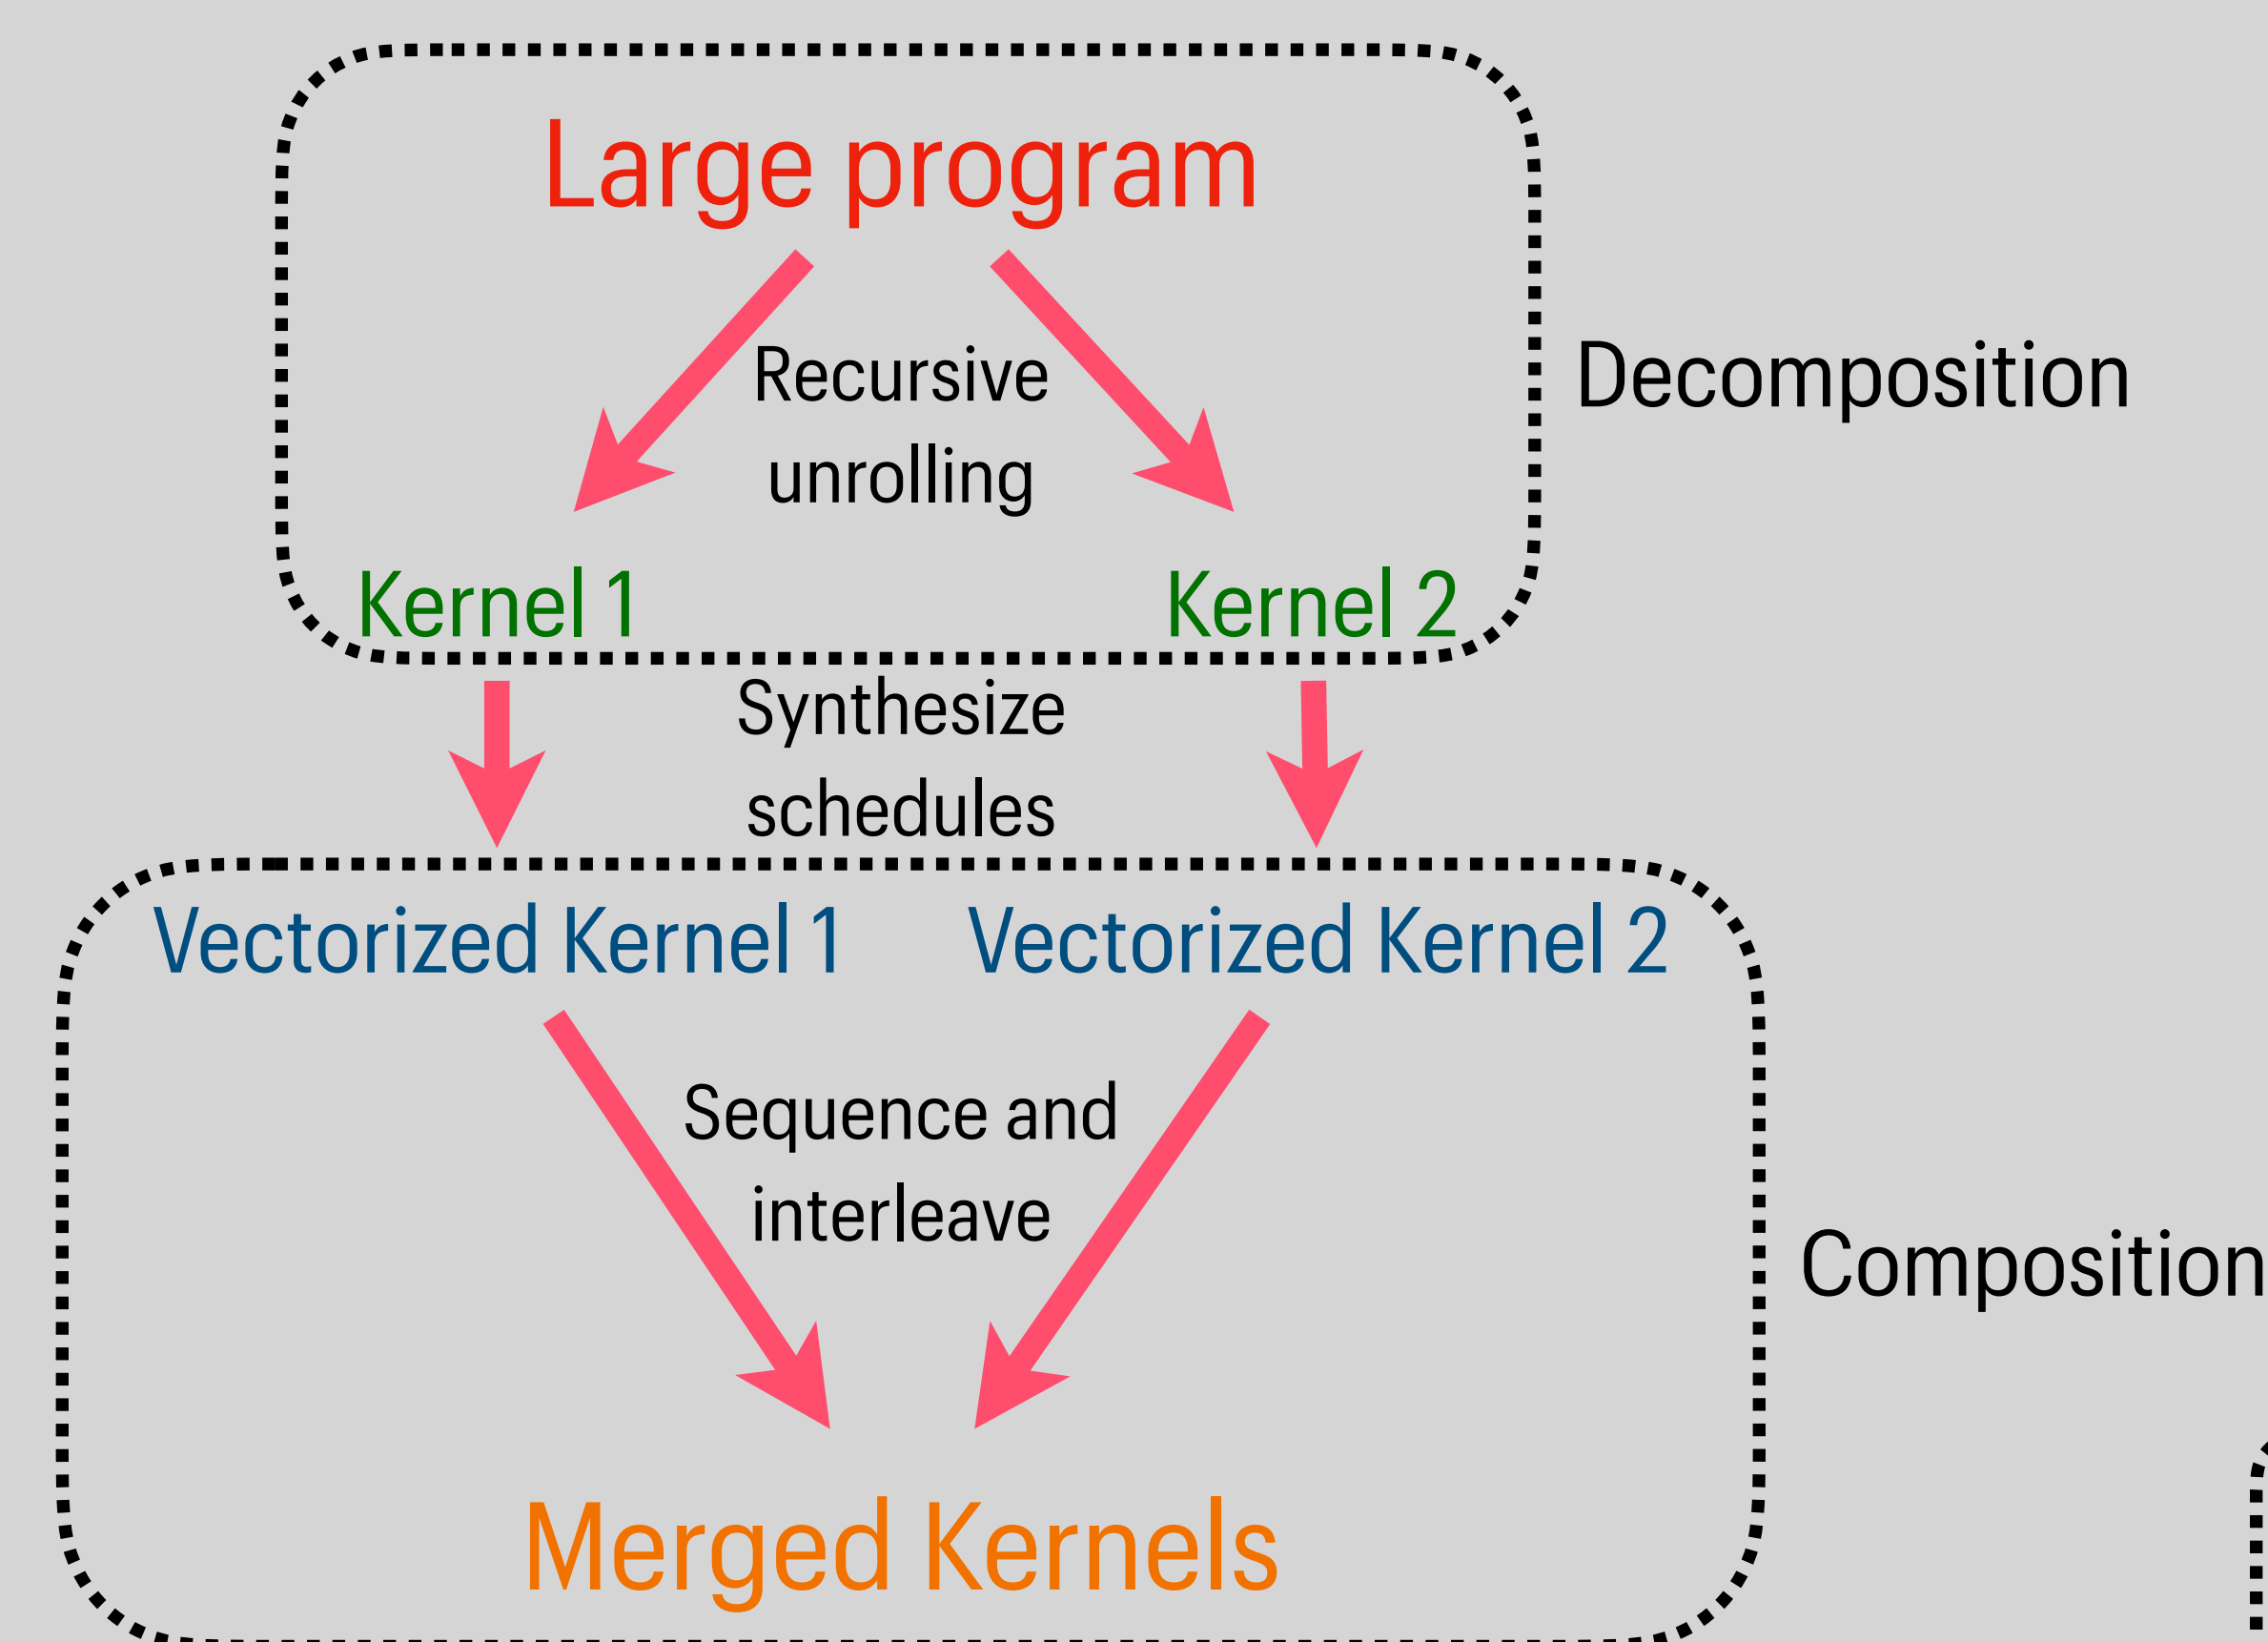 Large program
Recursive
unrolling
Decomposition
Kernel 1
Kernel 2
Synthesize
schedules
Vectorized Kernel 1
Vectorized Kernel 2
Sequence and
interleave
Composition
Merged Kernels